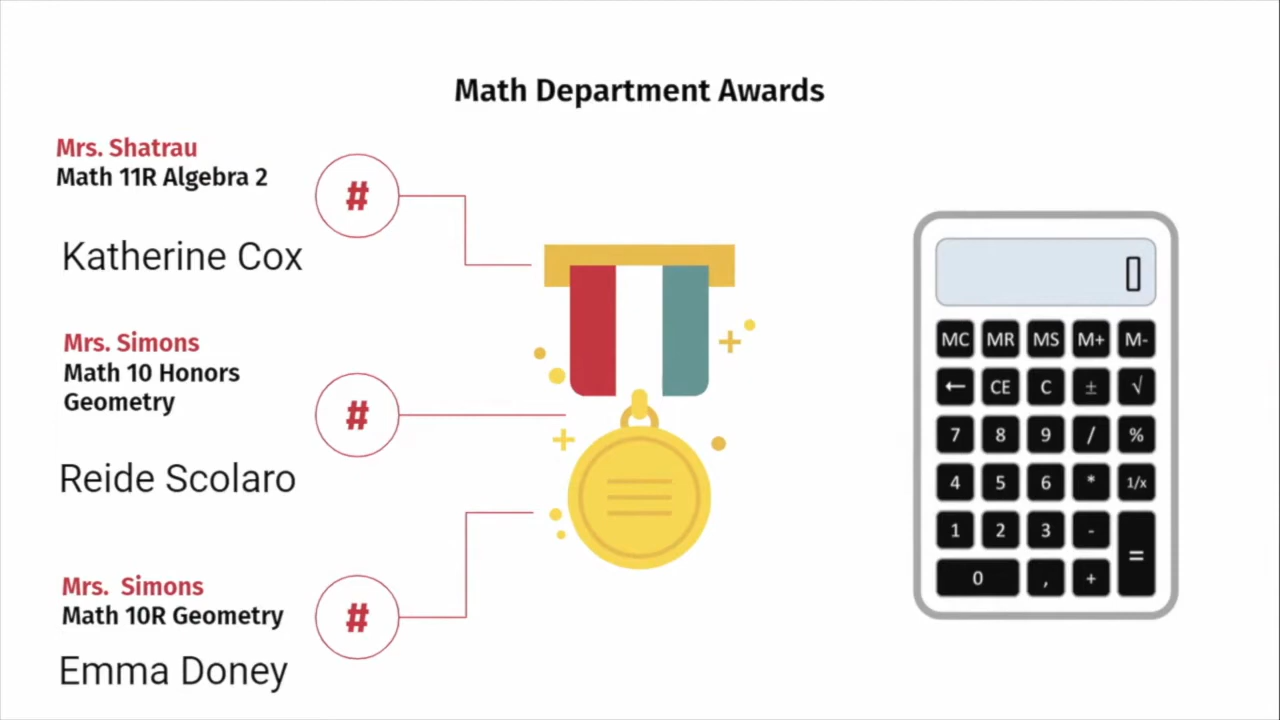 Math Department Awards
Mrs. Shatrau
Math 11R Algebra 2
#
Katherine Cox
Mrs. Simons
Math 10 Honors
Geometry
#
Reide Scolaro
Mrs.  Simons
Math 10R Geometry
#
Emma Doney
0
MC MR MS M+ M-
← CE C ± √
7 8 9 / %
4 5 6 * 1/x
1 2 3 - =
0 , +